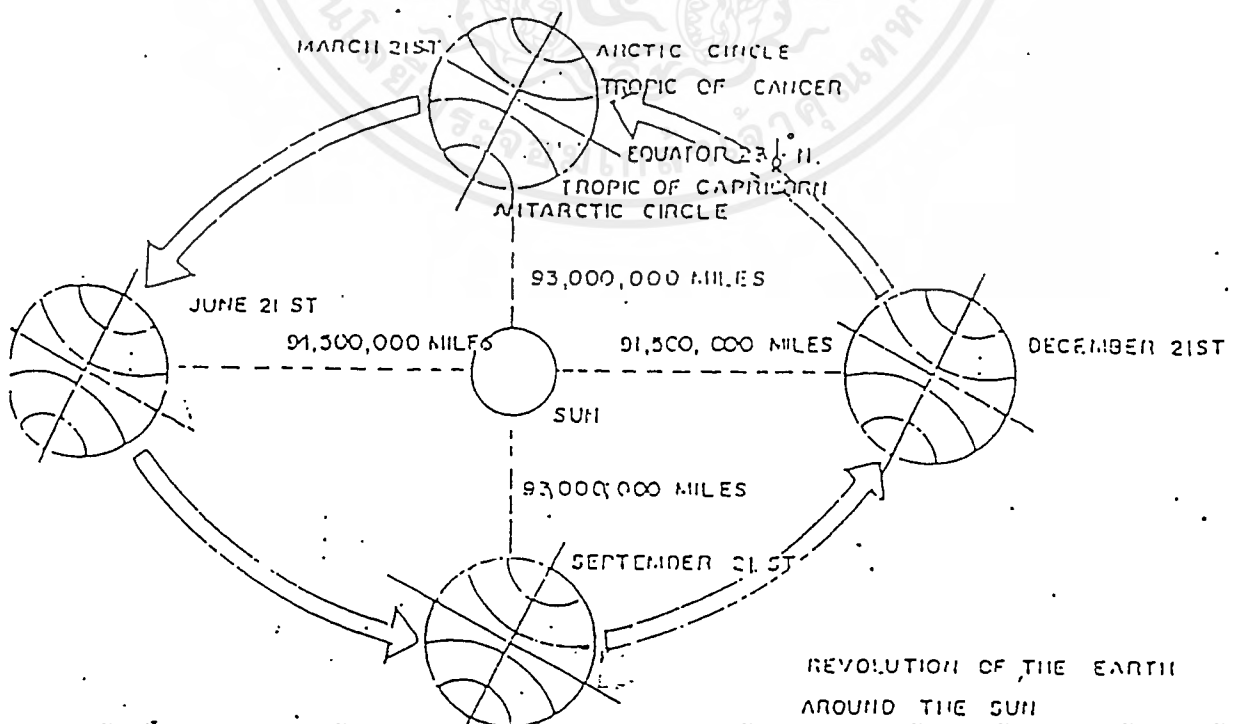 MARCH 21ST
ARCTIC CIRCLE
TROPIC OF CANCER
EQUATOR 23½° N.
TROPIC OF CAPRICORN
ANTARCTIC CIRCLE
93,000,000 MILES
JUNE 21 ST
91,500,000 MILES
91,500,000 MILES
DECEMBER 21ST
SUN
93,000,000 MILES
SEPTEMBER 21 ST
REVOLUTION OF THE EARTH
AROUND THE SUN